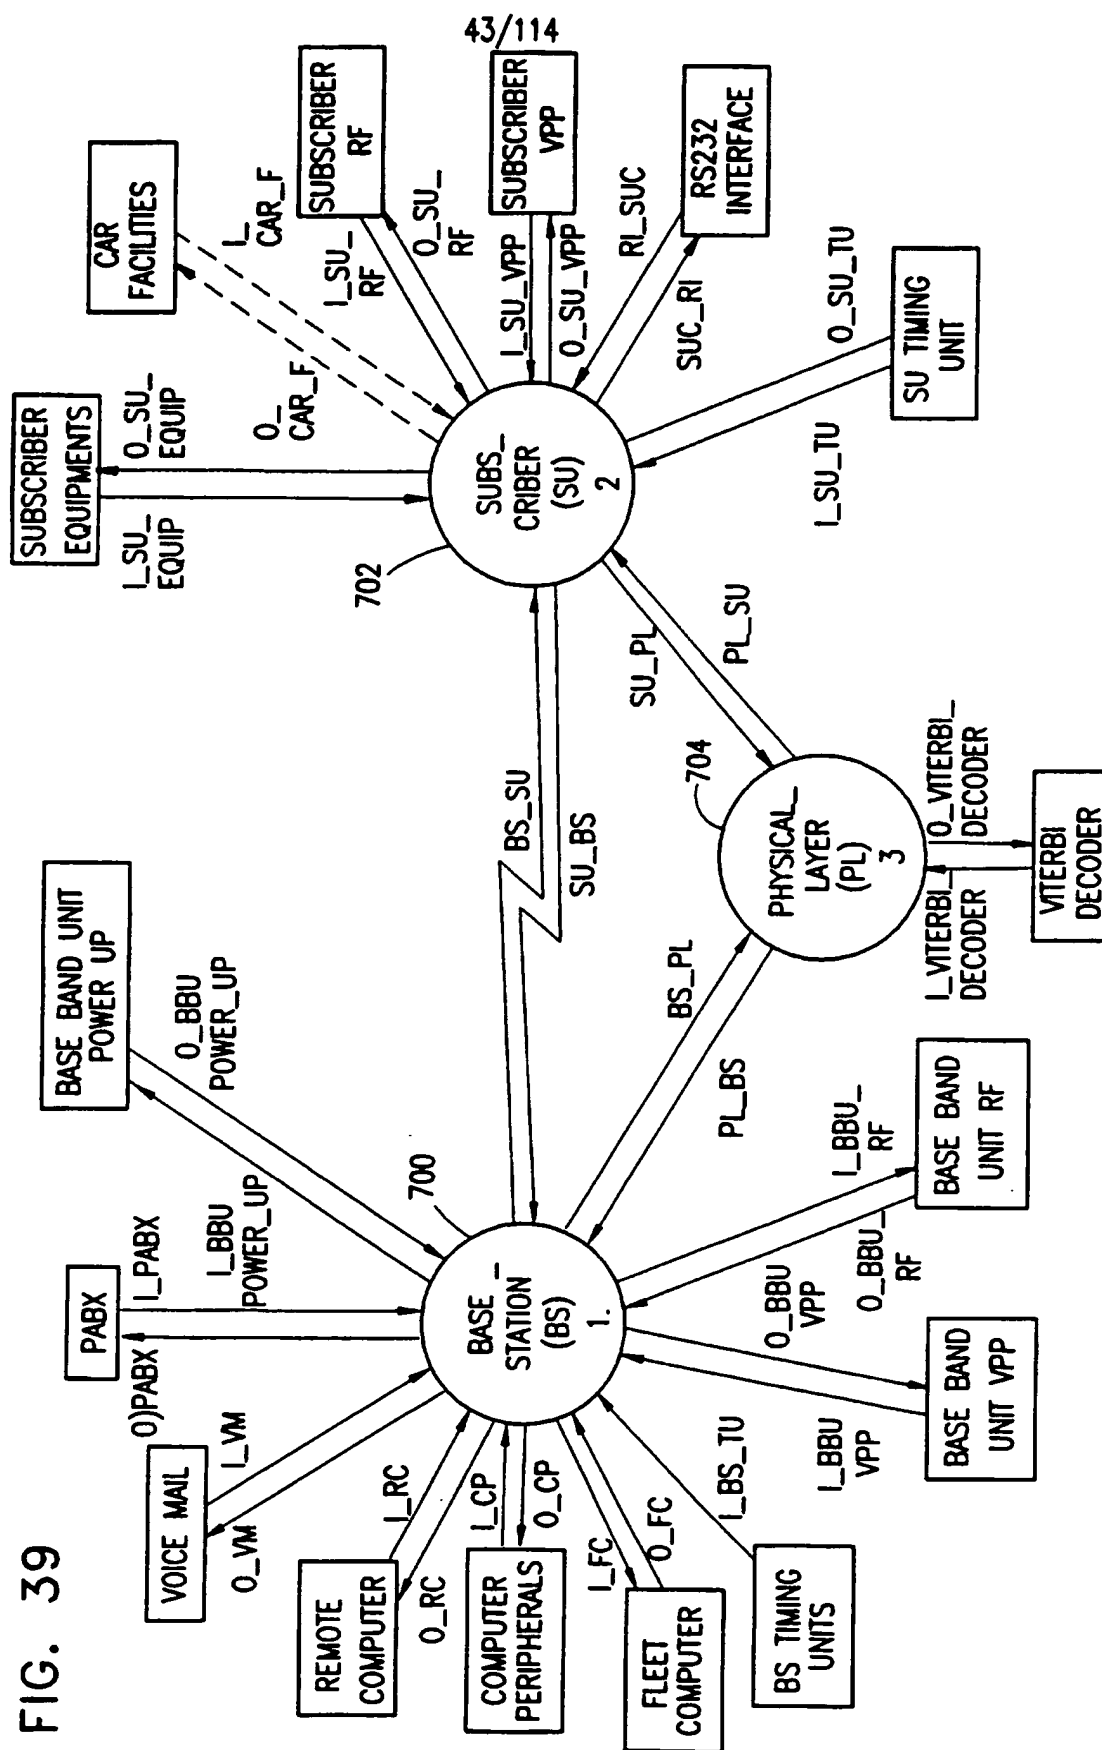 43/114
FIG. 39
VOICE MAIL
O_VM
I_VM
PABX
O)PABX
I_PABX
BASE BAND UNIT
POWER UP
I_BBU
POWER_UP
O_BBU
POWER_UP
REMOTE
COMPUTER
I_RC
O_RC
COMPUTER
PERIPHERALS
I_CP
O_CP
FLEET
COMPUTER
I_FC
O_FC
BS TIMING
UNITS
I_BS_TU
BASE_
STATION
(BS)
1.
700
BASE BAND
UNIT VPP
I_BBU
VPP
O_BBU
VPP
BASE BAND
UNIT RF
O_BBU_
RF
I_BBU_
RF
BS_SU
SU_BS
BS_PL
PL_BS
PHYSICAL_
LAYER
(PL)
3
704
I_VITERBI_
DECODER
O_VITERBI_
DECODER
VITERBI
DECODER
SU_PL
PL_SU
SUBS_
CRIBER
(SU)
2
702
SUBSCRIBER
EQUIPMENTS
I_SU_
EQUIP
O_SU_
EQUIP
CAR
FACILITIES
O_
CAR_F
I_
CAR_F
SUBSCRIBER
RF
I_SU_
RF
O_SU_
RF
SUBSCRIBER
VPP
I_SU_VPP
O_SU_VPP
RS232
INTERFACE
RI_SUC
SUC_RI
SU TIMING
UNIT
I_SU_TU
O_SU_TU